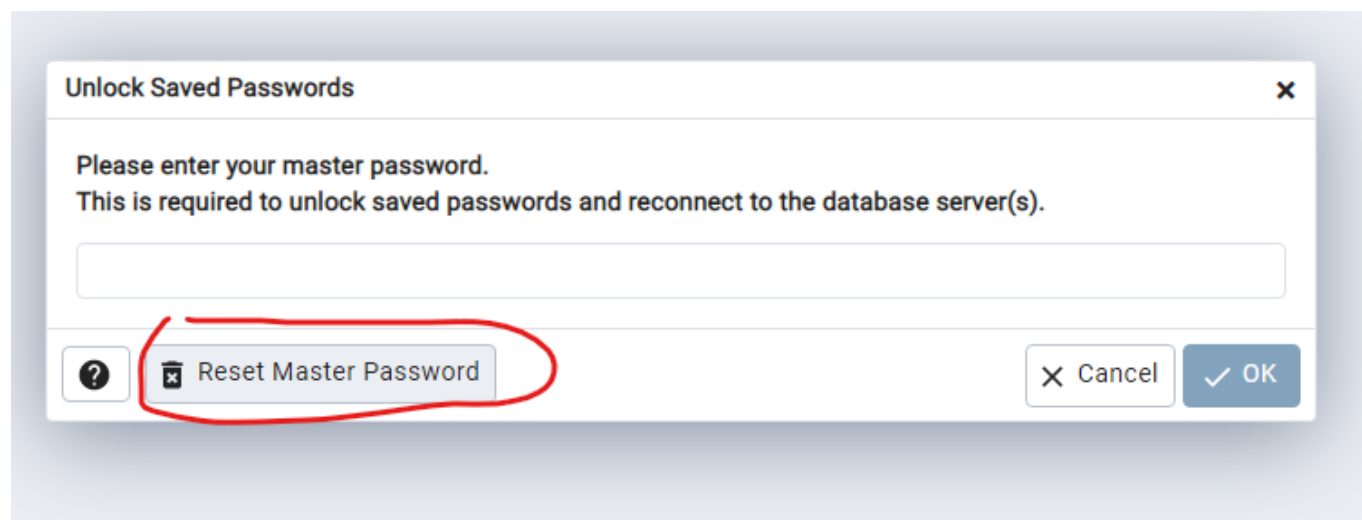 Unlock Saved Passwords
Please enter your master password.
This is required to unlock saved passwords and reconnect to the database server(s).
Reset Master Password
Cancel
OK